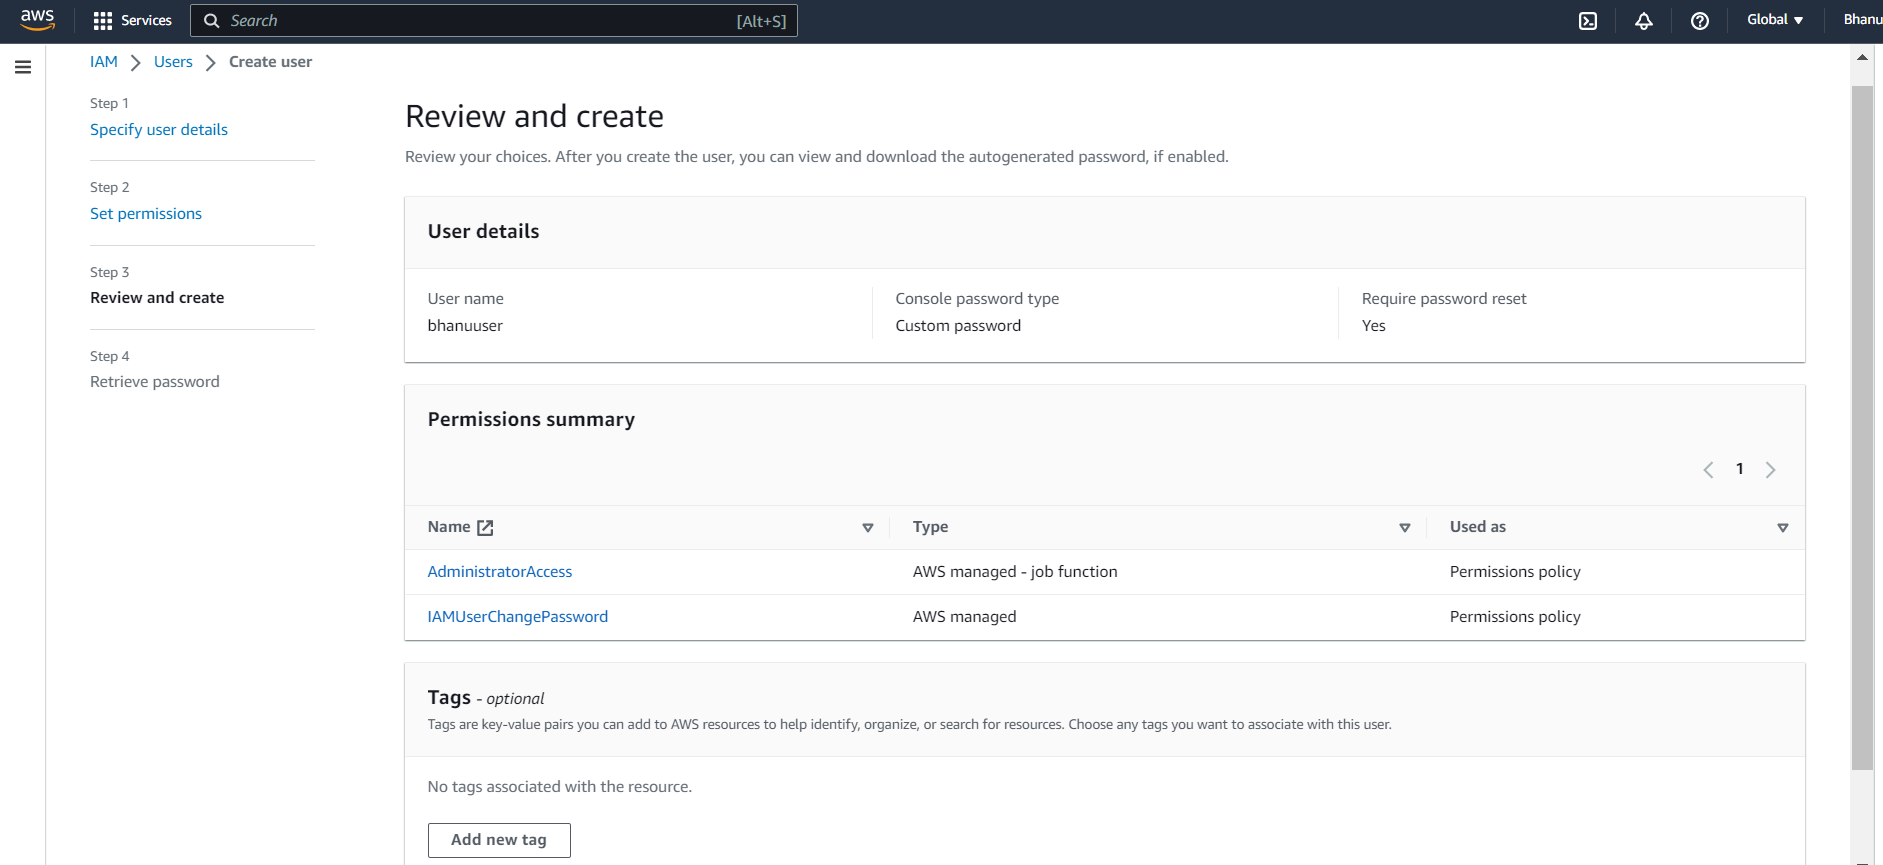 aws Services Search [Alt+S] Global Bhanu
IAM Users Create user
Step 1
Specify user details
Step 2
Set permissions
Step 3
Review and create
Step 4
Retrieve password
Review and create
Review your choices. After you create the user, you can view and download the autogenerated password, if enabled.
User details
User name Console password type Require password reset
bhanuuser Custom password Yes
Permissions summary
1
Name Type Used as
AdministratorAccess AWS managed - job function Permissions policy
IAMUserChangePassword AWS managed Permissions policy
Tags - optional
Tags are key-value pairs you can add to AWS resources to help identify, organize, or search for resources. Choose any tags you want to associate with this user.
No tags associated with the resource.
Add new tag